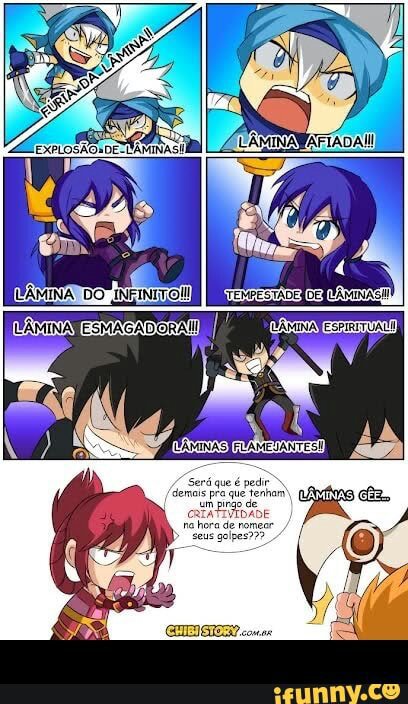 FÚRIA DA LÂMINA!!
EXPLOSÃO DE LÂMINAS!!
LÂMINA AFIADA!!!
LÂMINA DO INFINITO!!!
TEMPESTADE DE LÂMINAS!!!
LÂMINA ESMAGADORA!!!
LÂMINA ESPIRITUAL!!
LÂMINAS FLAMEJANTES!!
Será que é pedir
demais pra que tenham
um pingo de
CRIATIVIDADE
na hora de nomear
seus golpes???
LÂMINAS GÊE...
CHIBI STORY.COM.BR
ifunny.co